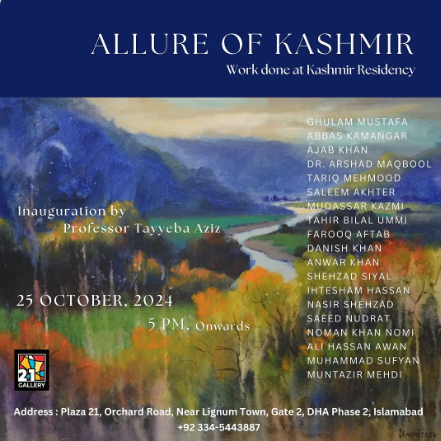 ALLURE OF KASHMIR
Work done at Kashmir Residency
GHULAM MUSTAFA
ABBAS KAMANGAR
AJAB KHAN
DR. ARSHAD MAQBOOL
TARIQ MEHMOOD
SALEEM AKHTER
MUDASSAR KAZMI
TAHIR BILAL UMMI
FAROOQ AFTAB
DANISH KHAN
ANWAR KHAN
SHEHZAD SIYAL
IHTESHAM HASSAN
NASIR SHEHZAD
SAEED NUDRAT
NOMAN KHAN NOMI
ALI HASSAN AWAN
MUHAMMAD SUFYAN
MUNTAZIR MEHDI
Inauguration by
Professor Tayyeba Aziz
25 OCTOBER, 2024
5 PM, Onwards
21
GALLERY
Address : Plaza 21, Orchard Road, Near Lignum Town, Gate 2, DHA Phase 2, Islamabad
+92 334-5443887